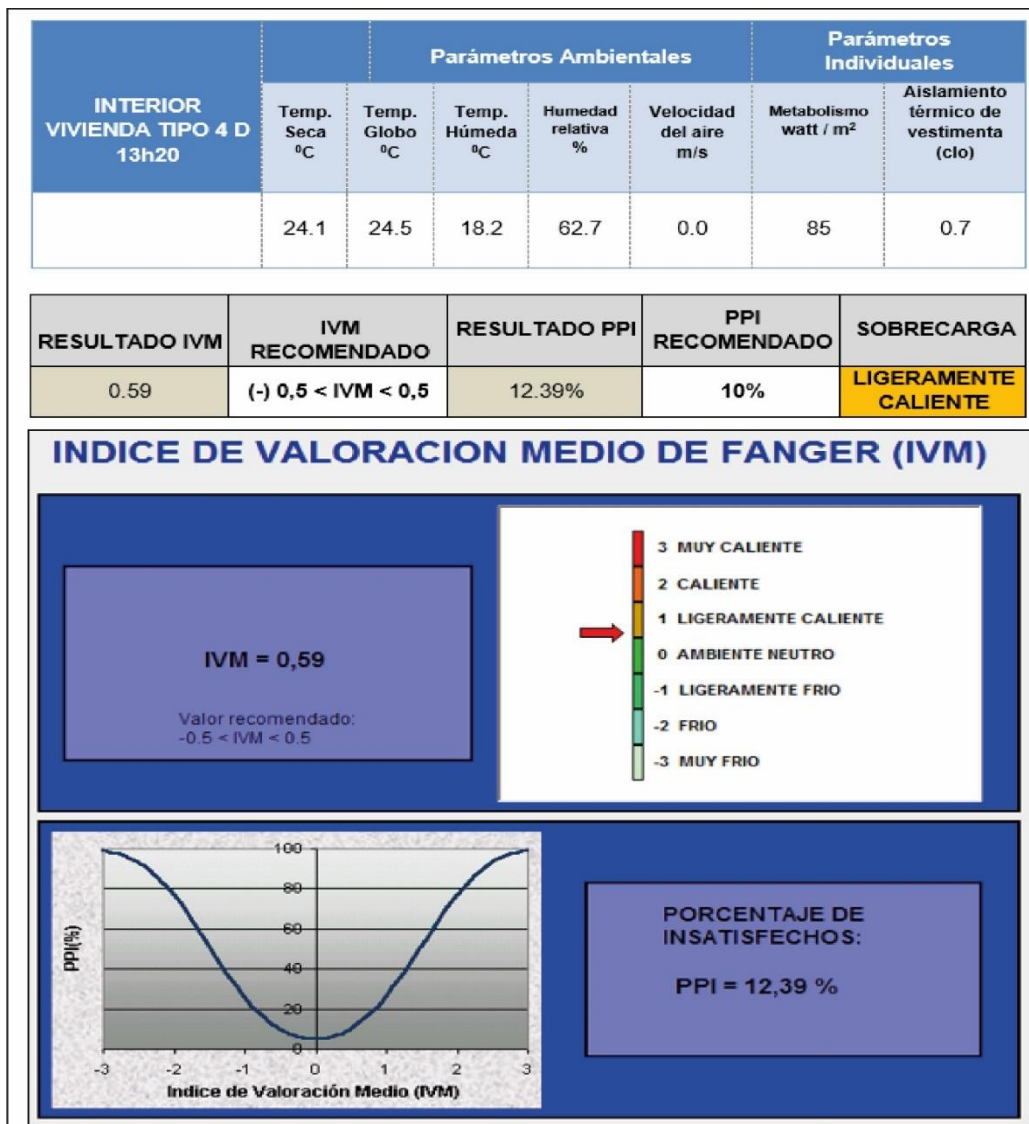 INTERIOR
VIVIENDA TIPO 4 D
13h20
Parámetros Ambientales
Parámetros
Individuales
Temp.
Seca
⁰C
Temp.
Globo
⁰C
Temp.
Húmeda
⁰C
Humedad
relativa
%
Velocidad
del aire
m/s
Metabolismo
watt / m²
Aislamiento
térmico de
vestimenta
(clo)
24.1 24.5 18.2 62.7 0.0 85 0.7
RESULTADO IVM
IVM
RECOMENDADO
RESULTADO PPI
PPI
RECOMENDADO
SOBRECARGA
0.59
(-) 0,5 < IVM < 0,5
12.39%
10%
LIGERAMENTE
CALIENTE
INDICE DE VALORACION MEDIO DE FANGER (IVM)
IVM = 0,59
Valor recomendado:
-0.5 < IVM < 0.5
3 MUY CALIENTE
2 CALIENTE
1 LIGERAMENTE CALIENTE
0 AMBIENTE NEUTRO
-1 LIGERAMENTE FRIO
-2 FRIO
-3 MUY FRIO
PPI(%)
100
80
60
40
20
0
-3 -2 -1 0 1 2 3
Indice de Valoración Medio (IVM)
PORCENTAJE DE
INSATISFECHOS:
PPI = 12,39 %